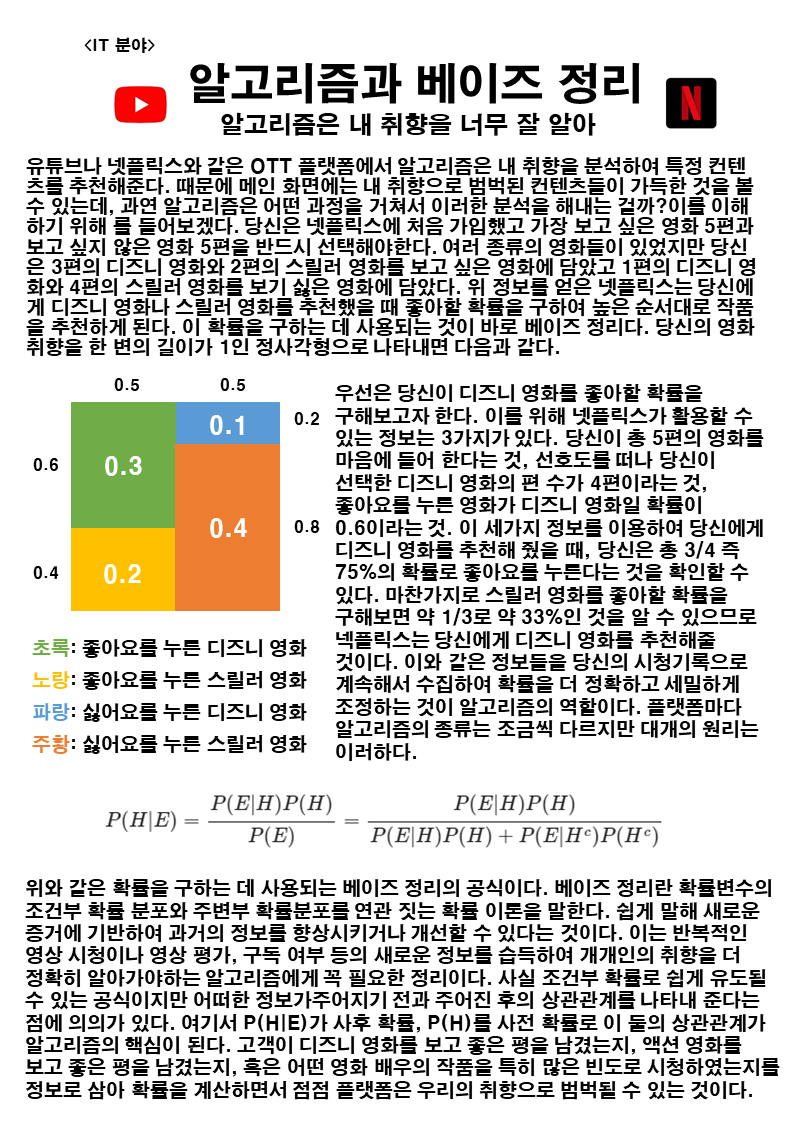 <IT 분야>
알고리즘과 베이즈 정리
알고리즘은 내 취향을 너무 잘 알아
N
유튜브나 넷플릭스와 같은 OTT 플랫폼에서 알고리즘은 내 취향을 분석하여 특정 컨텐
츠를 추천해준다. 때문에 메인 화면에는 내 취향으로 범벅된 컨텐츠들이 가득한 것을 볼
수 있는데, 과연 알고리즘은 어떤 과정을 거쳐서 이러한 분석을 해내는 걸까?이를 이해
하기 위해 를 들어보겠다. 당신은 넷플릭스에 처음 가입했고 가장 보고 싶은 영화 5편과
보고 싶지 않은 영화 5편을 반드시 선택해야한다. 여러 종류의 영화들이 있었지만 당신
은 3편의 디즈니 영화와 2편의 스릴러 영화를 보고 싶은 영화에 담았고 1편의 디즈니 영
화와 4편의 스릴러 영화를 보기 싫은 영화에 담았다. 위 정보를 얻은 넷플릭스는 당신에
게 디즈니 영화나 스릴러 영화를 추천했을 때 좋아할 확률을 구하여 높은 순서대로 작품
을 추천하게 된다. 이 확률을 구하는 데 사용되는 것이 바로 베이즈 정리다. 당신의 영화
취향을 한 변의 길이가 1인 정사각형으로 나타내면 다음과 같다.
0.5 0.5
0.1 0.2
0.6 0.3
0.4 0.8
0.4 0.2
초록: 좋아요를 누른 디즈니 영화
노랑: 좋아요를 누른 스릴러 영화
파랑: 싫어요를 누른 디즈니 영화
주황: 싫어요를 누른 스릴러 영화
우선은 당신이 디즈니 영화를 좋아할 확률을
구해보고자 한다. 이를 위해 넷플릭스가 활용할 수
있는 정보는 3가지가 있다. 당신이 총 5편의 영화를
마음에 들어 한다는 것, 선호도를 떠나 당신이
선택한 디즈니 영화의 편 수가 4편이라는 것,
좋아요를 누른 영화가 디즈니 영화일 확률이
0.6이라는 것. 이 세가지 정보를 이용하여 당신에게
디즈니 영화를 추천해 줬을 때, 당신은 총 3/4 즉
75%의 확률로 좋아요를 누른다는 것을 확인할 수
있다. 마찬가지로 스릴러 영화를 좋아할 확률을
구해보면 약 1/3로 약 33%인 것을 알 수 있으므로
넷플릭스는 당신에게 디즈니 영화를 추천해줄
것이다. 이와 같은 정보들을 당신의 시청기록으로
계속해서 수집하여 확률을 더 정확하고 세밀하게
조정하는 것이 알고리즘의 역할이다. 플랫폼마다
알고리즘의 종류는 조금씩 다르지만 대개의 원리는
이러하다.
P(H|E) = P(E|H)P(H) / P(E) = P(E|H)P(H) / P(E|H)P(H) + P(E|Hᶜ)P(Hᶜ)
위와 같은 확률을 구하는 데 사용되는 베이즈 정리의 공식이다. 베이즈 정리란 확률변수의
조건부 확률 분포와 주변부 확률분포를 연관 짓는 확률 이론을 말한다. 쉽게 말해 새로운
증거에 기반하여 과거의 정보를 향상시키거나 개선할 수 있다는 것이다. 이는 반복적인
영상 시청이나 영상 평가, 구독 여부 등의 새로운 정보를 습득하여 개개인의 취향을 더
정확히 알아가야하는 알고리즘에게 꼭 필요한 정리이다. 사실 조건부 확률로 쉽게 유도될
수 있는 공식이지만 어떠한 정보가주어지기 전과 주어진 후의 상관관계를 나타내 준다는
점에 의의가 있다. 여기서 P(H|E)가 사후 확률, P(H)를 사전 확률로 이 둘의 상관관계가
알고리즘의 핵심이 된다. 고객이 디즈니 영화를 보고 좋은 평을 남겼는지, 액션 영화를
보고 좋은 평을 남겼는지, 혹은 어떤 영화 배우의 작품을 특히 많은 빈도로 시청하였는지를
정보로 삼아 확률을 계산하면서 점점 플랫폼은 우리의 취향으로 범벅될 수 있는 것이다.